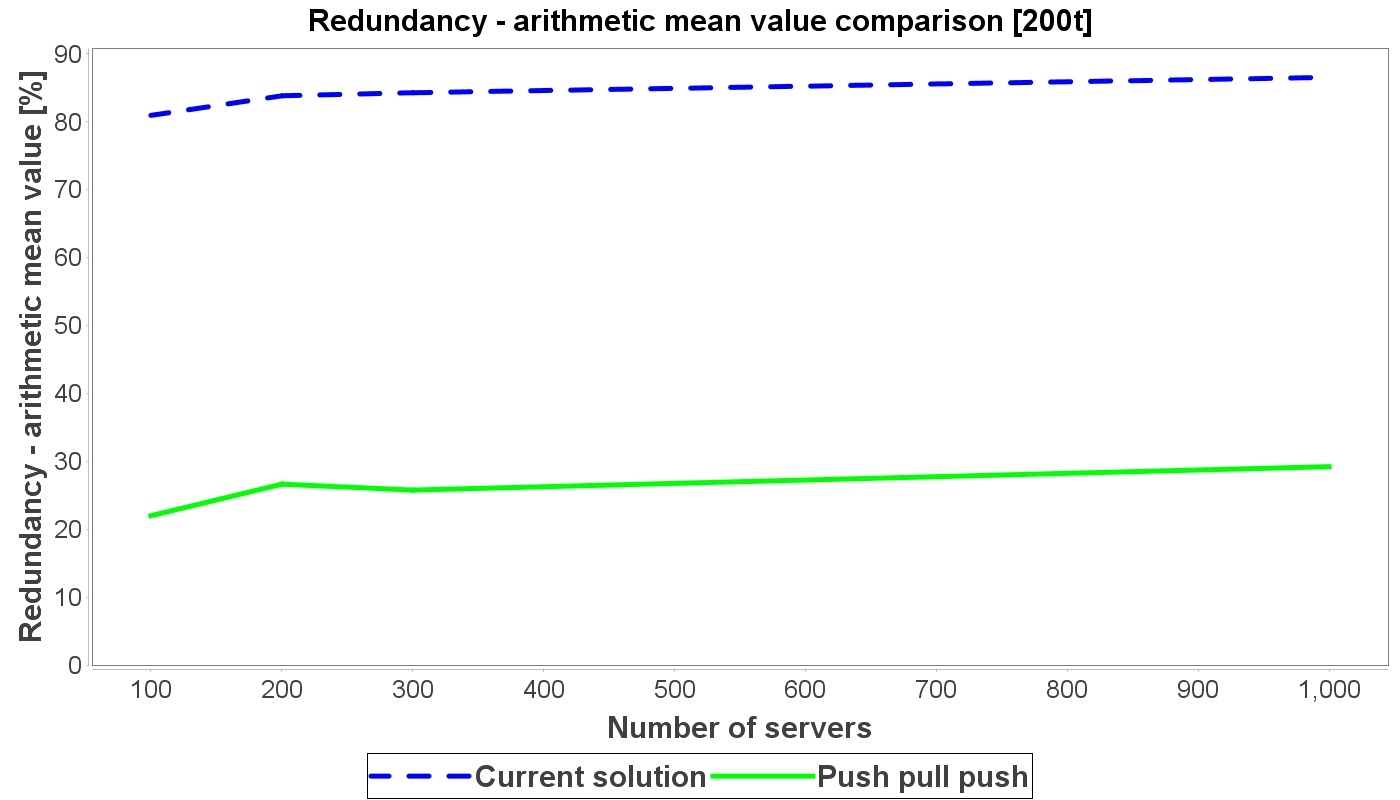 Redundancy - arithmetic mean value comparison [200t]
Redundancy - arithmetic mean value [%]
90
80
70
60
50
40
30
20
10
0
100 200 300 400 500 600 700 800 900 1,000
Number of servers
Current solution Push pull push